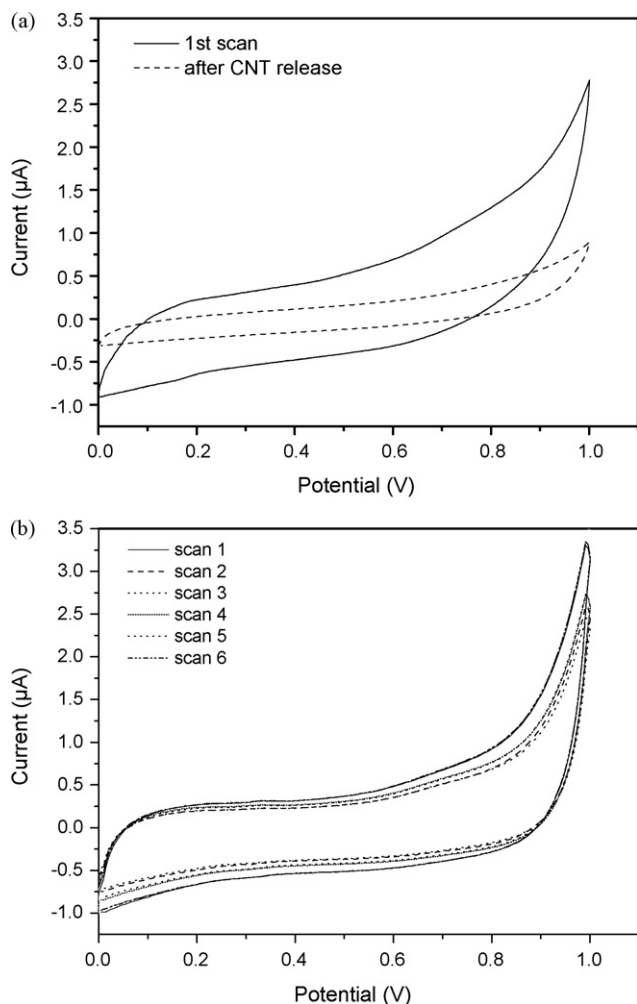 (a)
1st scan
after CNT release
3.5
3.0
2.5
2.0
1.5
1.0
0.5
0.0
-0.5
-1.0
Current (µA)
0.0 0.2 0.4 0.6 0.8 1.0
Potential (V)
(b)
scan 1
scan 2
scan 3
scan 4
scan 5
scan 6
3.5
3.0
2.5
2.0
1.5
1.0
0.5
0.0
-0.5
-1.0
Current (µA)
0.0 0.2 0.4 0.6 0.8 1.0
Potential (V)